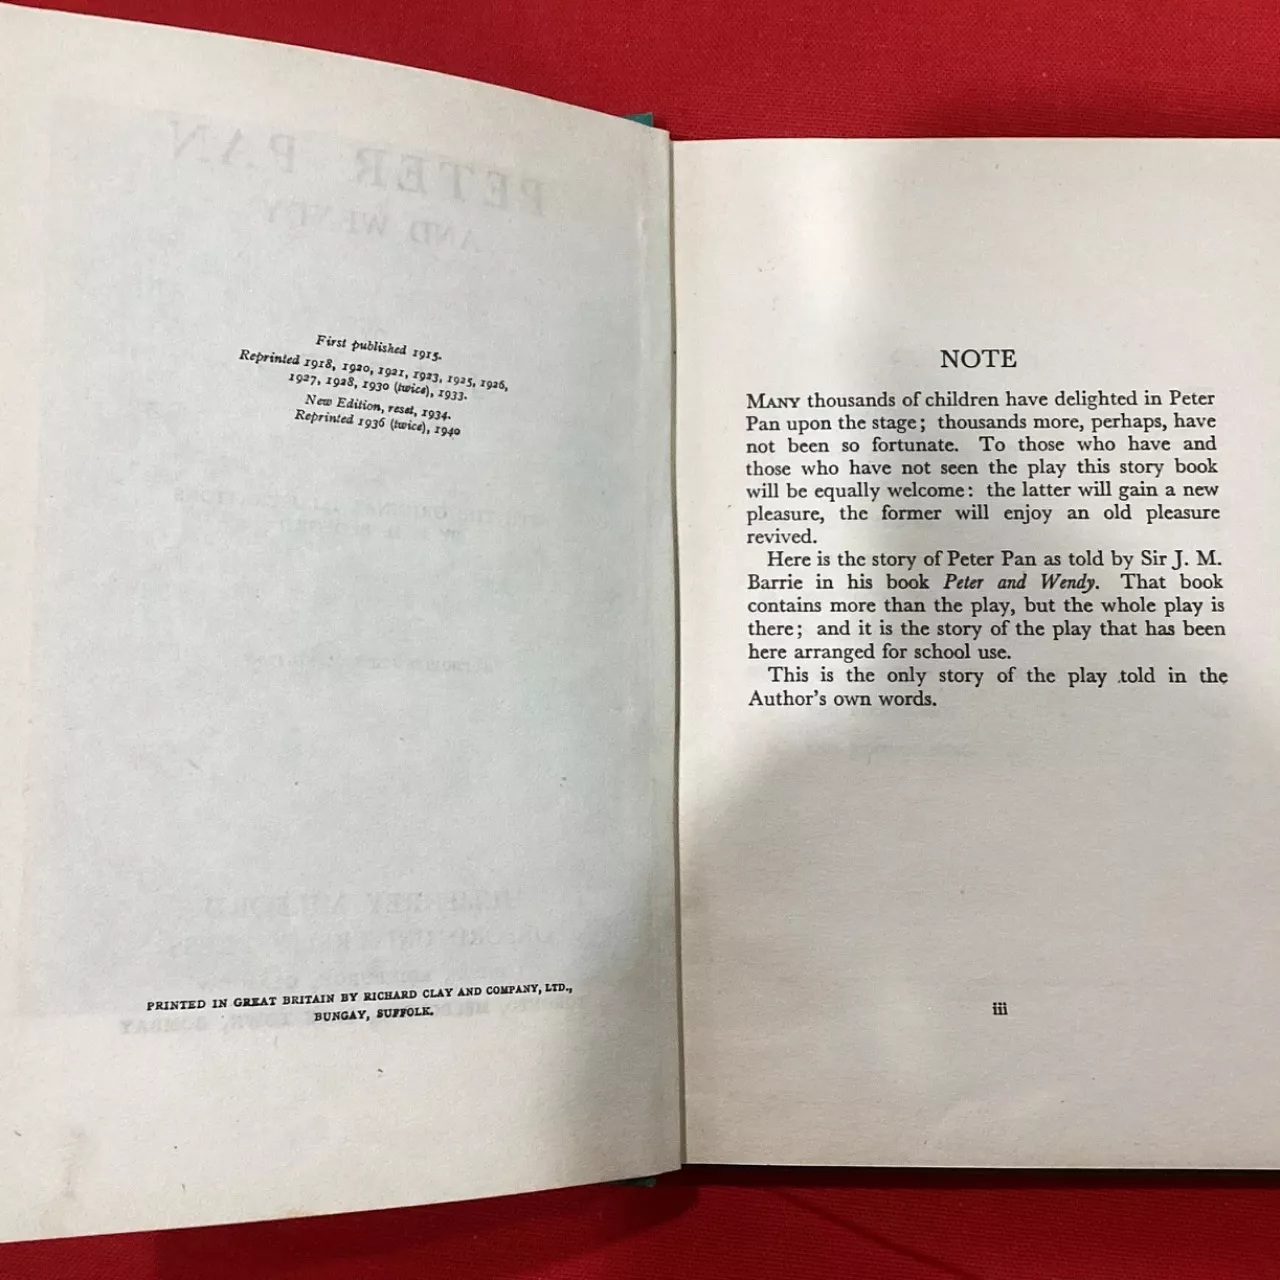 PETER PAN
AND WENDY
First published 1915.
Reprinted 1918, 1920, 1921, 1923, 1925, 1926,
1927, 1928, 1930 (twice), 1933.
New Edition, reset, 1934.
Reprinted 1936 (twice), 1940
PRINTED IN GREAT BRITAIN BY RICHARD CLAY AND COMPANY, LTD.,
BUNGAY, SUFFOLK.
NOTE
MANY thousands of children have delighted in Peter
Pan upon the stage; thousands more, perhaps, have
not been so fortunate. To those who have and
those who have not seen the play this story book
will be equally welcome: the latter will gain a new
pleasure, the former will enjoy an old pleasure
revived.
Here is the story of Peter Pan as told by Sir J. M.
Barrie in his book Peter and Wendy. That book
contains more than the play, but the whole play is
there; and it is the story of the play that has been
here arranged for school use.
This is the only story of the play told in the
Author's own words.
iii